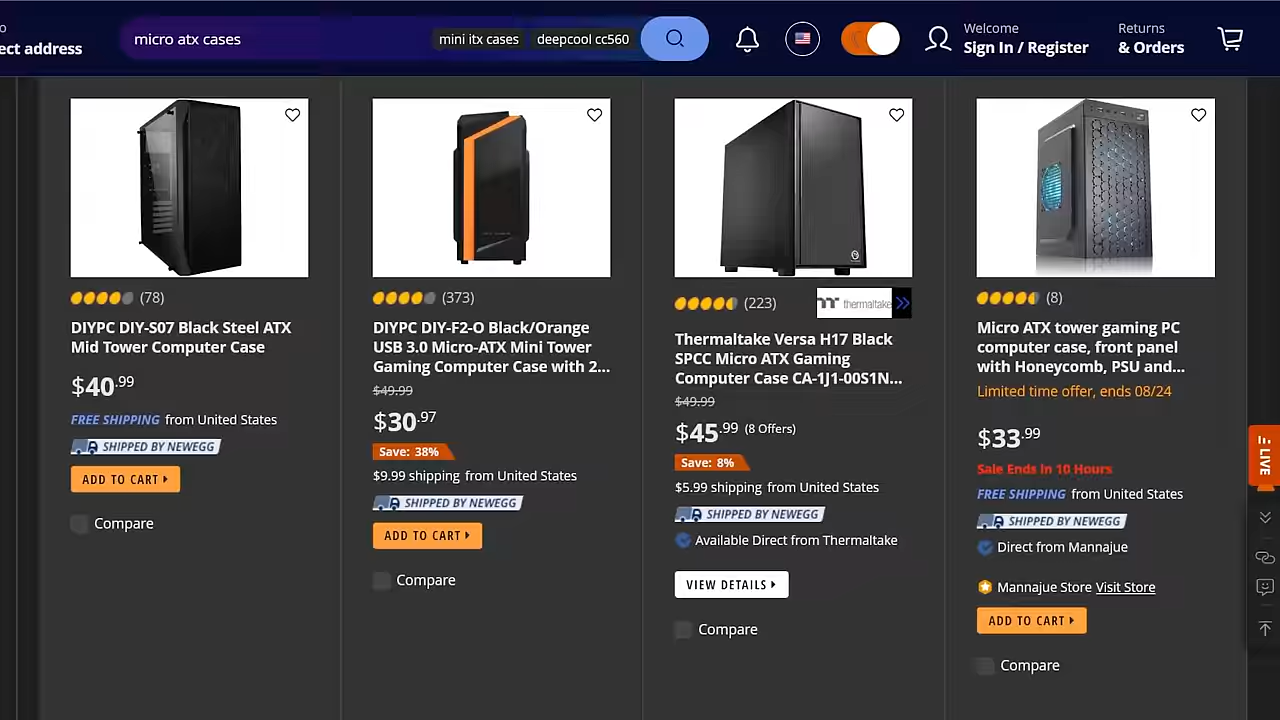 o
ect address
micro atx cases
mini itx cases
deepcool cc560
Welcome
Sign In / Register
Returns
& Orders
(78)
DIYPC DIY-S07 Black Steel ATX
Mid Tower Computer Case
$40.99
FREE SHIPPING from United States
SHIPPED BY NEWEGG
ADD TO CART
Compare
(373)
DIYPC DIY-F2-O Black/Orange
USB 3.0 Micro-ATX Mini Tower
Gaming Computer Case with 2...
$49.99
$30.97
Save: 38%
$9.99 shipping from United States
SHIPPED BY NEWEGG
ADD TO CART
Compare
(223)
thermaltake
Thermaltake Versa H17 Black
SPCC Micro ATX Gaming
Computer Case CA-1J1-00S1N...
$49.99
$45.99 (8 Offers)
Save: 8%
$5.99 shipping from United States
SHIPPED BY NEWEGG
Available Direct from Thermaltake
VIEW DETAILS
Compare
(8)
Micro ATX tower gaming PC
computer case, front panel
with Honeycomb, PSU and...
Limited time offer, ends 08/24
$33.99
Sale Ends in 10 Hours
FREE SHIPPING from United States
SHIPPED BY NEWEGG
Direct from Mannajue
Mannajue Store Visit Store
ADD TO CART
Compare
LIVE